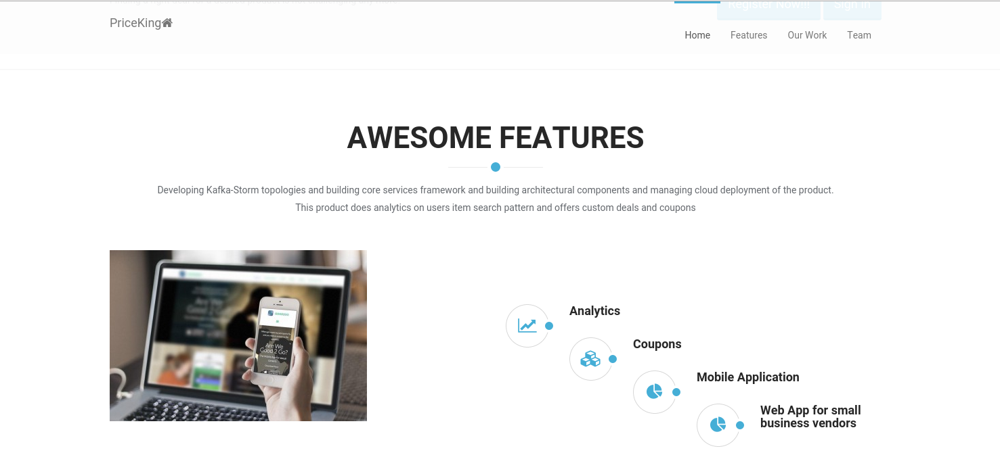 Register Now!!!
Sign In
PriceKing
Home
Features
Our Work
Team
AWESOME FEATURES
Developing Kafka-Storm topologies and building core services framework and building architectural components and managing cloud deployment of the product.
This product does analytics on users item search pattern and offers custom deals and coupons
Are We
Good 2 Go?
Analytics
Coupons
Mobile Application
Web App for small
business vendors